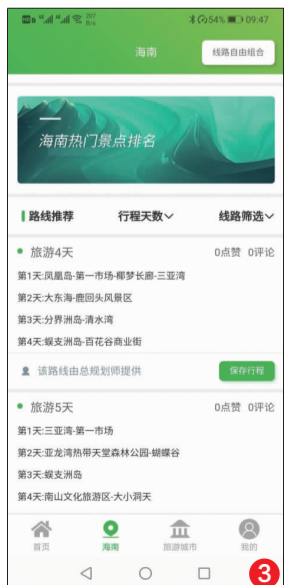 207 B/s 54% 09:47
海南 线路自由组合
海南热门景点排名
路线推荐 行程天数 线路筛选
旅游4天 0点赞 0评论
第1天:凤凰岛-第一市场-椰梦长廊-三亚湾
第2天:大东海-鹿回头风景区
第3天:分界洲岛-清水湾
第4天:蜈支洲岛-百花谷商业街
该路线由总规划师提供 保存行程
旅游5天 0点赞 0评论
第1天:三亚湾-第一市场
第2天:亚龙湾热带天堂森林公园-蝴蝶谷
第3天:蜈支洲岛
第4天:南山文化旅游区-大小洞天
首页 海南 旅游城市 我的
3